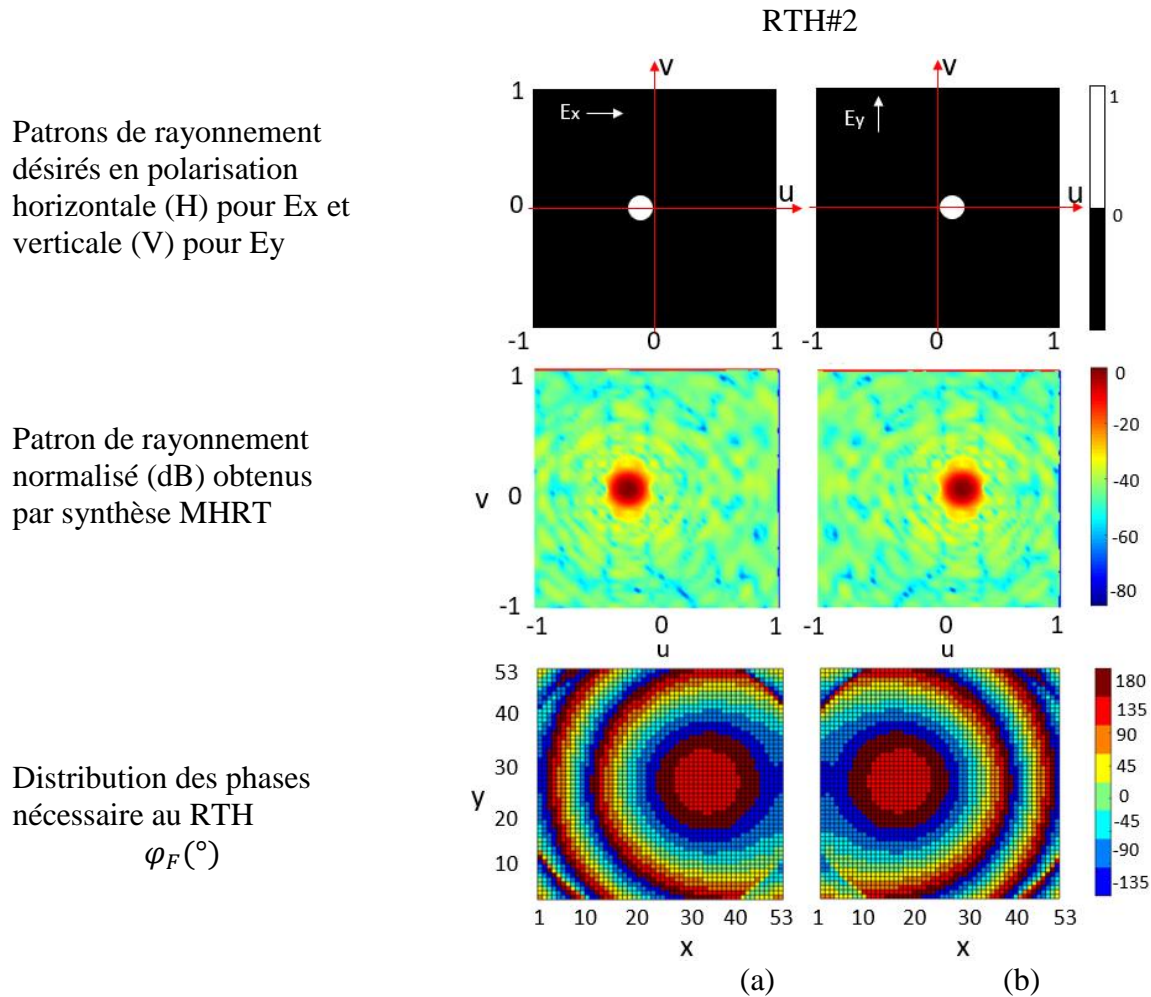 RTH#2
Patrons de rayonnement
désirés en polarisation
horizontale (H) pour Ex et
verticale (V) pour Ey
v
v
1
Ex
Ey
1
0
u
u
0
-1
0
1
-1
0
1
Patron de rayonnement
normalisé (dB) obtenus
par synthèse MHRT
1
v
0
-1
-1
0
1
-1
0
1
u
u
0
-20
-40
-60
-80
Distribution des phases
nécessaire au RTH
φF(°)
53
40
30
y
20
10
1
10
20
30
40
53
1
10
20
30
40
53
x
x
180
135
90
45
0
-45
-90
-135
(a)
(b)